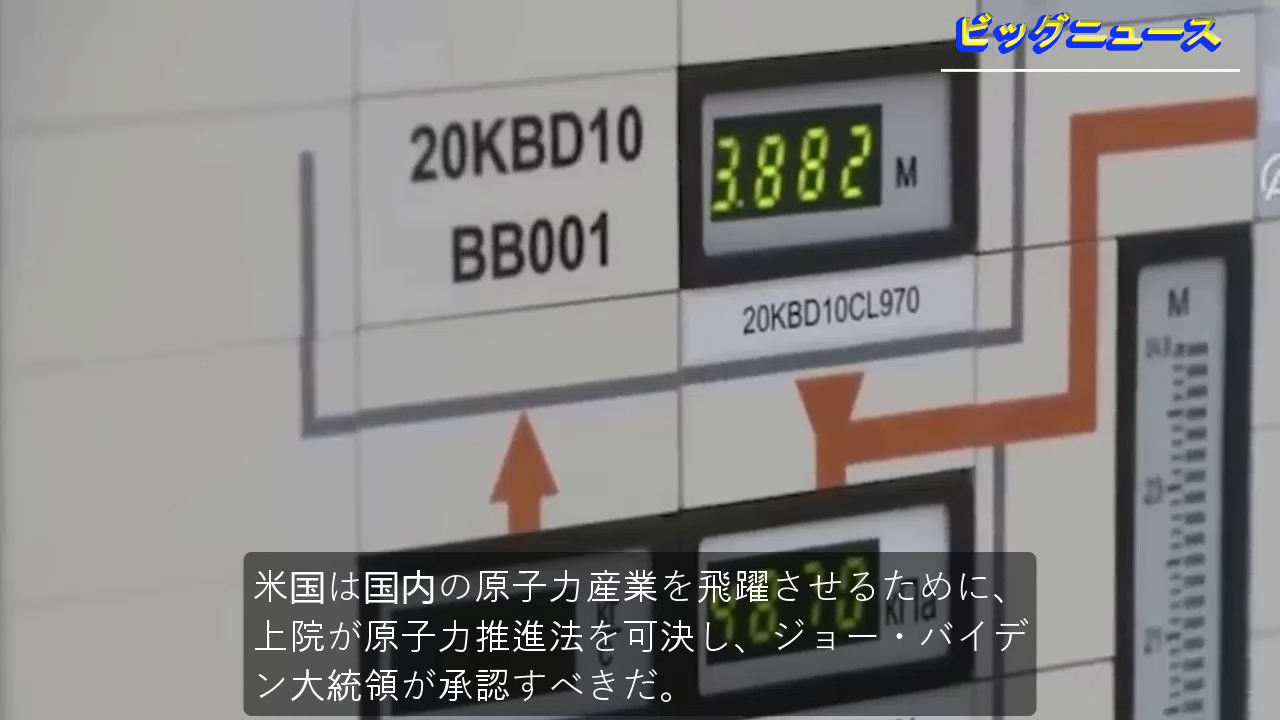 ビッグニュース
20KBD10
BB001
3.882 M
20KBD10CL970
M
23
21
кПа
米国は国内の原子力産業を飛躍させるために、
上院が原子力推進法を可決し、ジョー・バイデ
ン大統領が承認すべきだ。